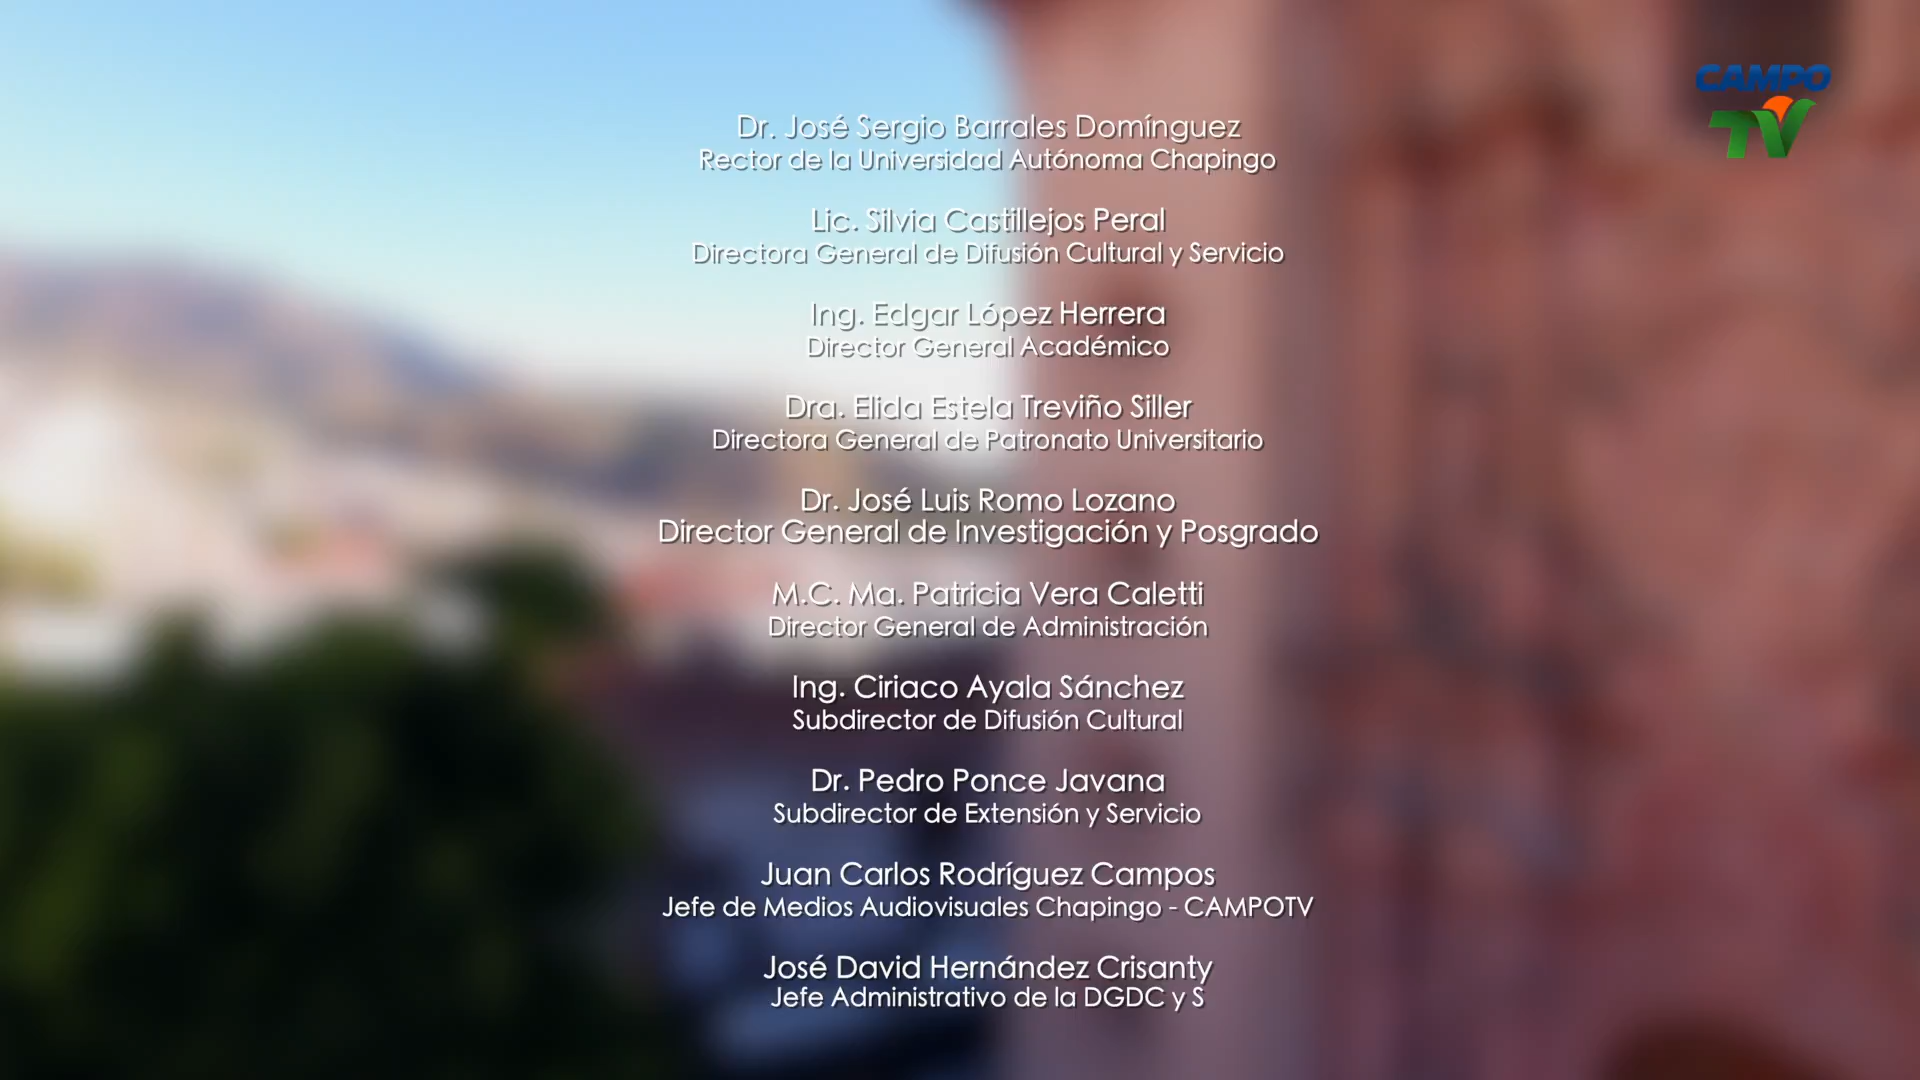 CAMPO
TV
Dr. José Sergio Barrales Domínguez
Rector de la Universidad Autónoma Chapingo
Lic. Silvia Castillejos Peral
Directora General de Difusión Cultural y Servicio
Ing. Edgar López Herrera
Director General Académico
Dra. Elida Estela Treviño Siller
Directora General de Patronato Universitario
Dr. José Luis Romo Lozano
Director General de Investigación y Posgrado
M.C. Ma. Patricia Vera Caletti
Director General de Administración
Ing. Ciriaco Ayala Sánchez
Subdirector de Difusión Cultural
Dr. Pedro Ponce Javana
Subdirector de Extensión y Servicio
Juan Carlos Rodríguez Campos
Jefe de Medios Audiovisuales Chapingo - CAMPOTV
José David Hernández Crisanty
Jefe Administrativo de la DGDC y S